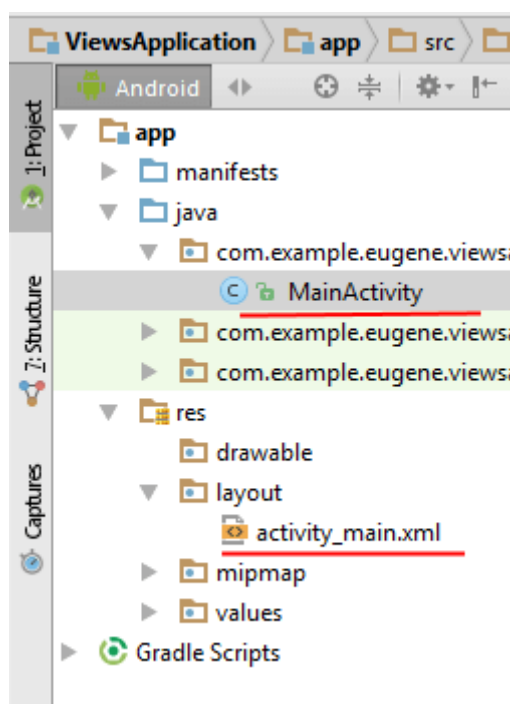 ViewsApplication app src
Android
1: Project
app
manifests
java
com.example.eugene.viewsa
C MainActivity
7: Structure
com.example.eugene.viewsa
com.example.eugene.viewsa
res
drawable
layout
Captures
activity_main.xml
mipmap
values
Gradle Scripts